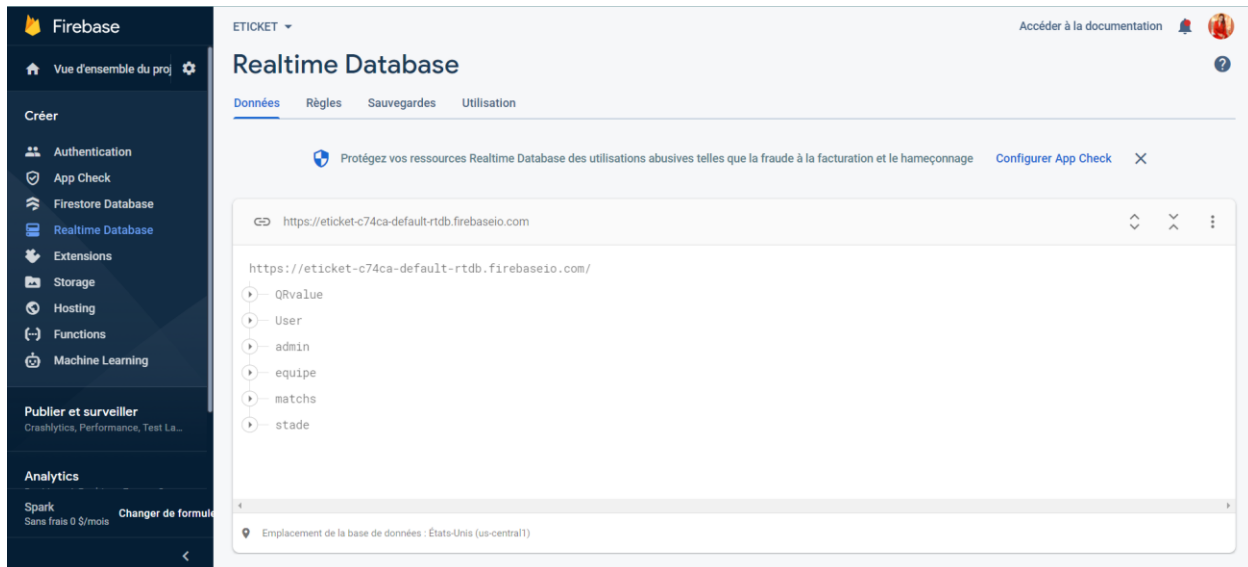 Firebase
Vue d'ensemble du proj
Créer
Authentication
App Check
Firestore Database
Realtime Database
Extensions
Storage
Hosting
Functions
Machine Learning
Publier et surveiller
Crashlytics, Performance, Test La...
Analytics
Spark
Sans frais 0 $/mois
Changer de formule
ETICKET
Accéder à la documentation
Realtime Database
Données Règles Sauvegardes Utilisation
Protégez vos ressources Realtime Database des utilisations abusives telles que la fraude à la facturation et le hameçonnage Configurer App Check
https://eticket-c74ca-default-rtdb.firebaseio.com
https://eticket-c74ca-default-rtdb.firebaseio.com/
QRvalue
User
admin
equipe
matchs
stade
Emplacement de la base de données : États-Unis (us-central1)